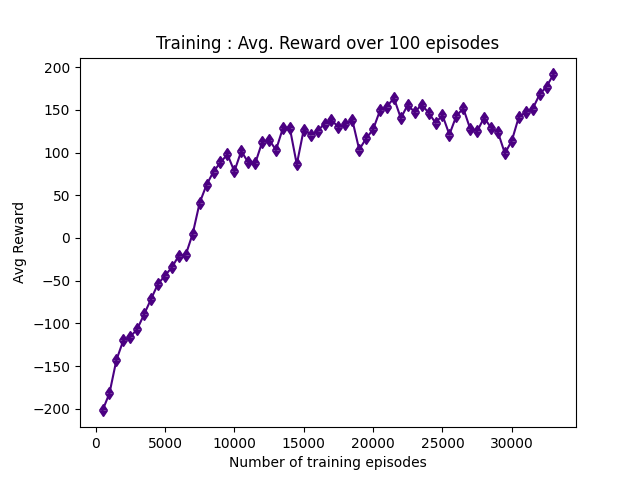 Training : Avg. Reward over 100 episodes
200
150
100
50
0
−50
−100
−150
−200
Avg Reward
0 5000 10000 15000 20000 25000 30000
Number of training episodes